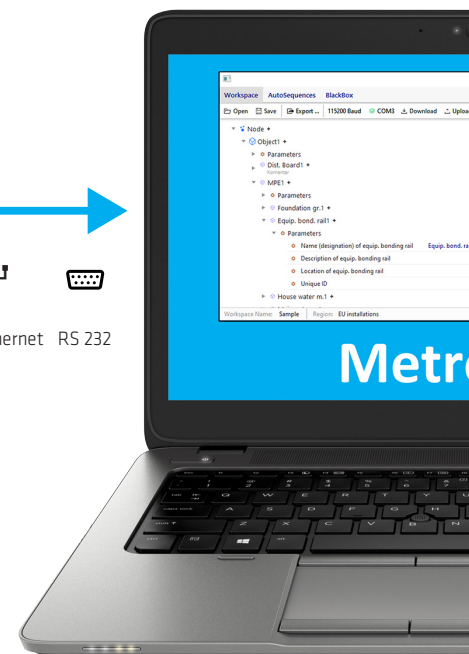 Workspace AutoSequences BlackBox
Open Save Export ... 115200 Baud COM3 Download Uploa
Node +
Object1 +
Parameters
Dist. Board1 +
Komentar
MPE1 +
Parameters
Foundation gr.1 +
Equip. bond. rail1 +
Parameters
Name (designation) of equip. bonding rail Equip. bond. ra
Description of equip. bonding rail
Location of equip. bonding rail
Unique ID
House water m.1 +
Workspace Name: Sample Region: EU installations
ernet RS 232
Metr
Q W E R T Y U
A S D F G H
Z X C V B N